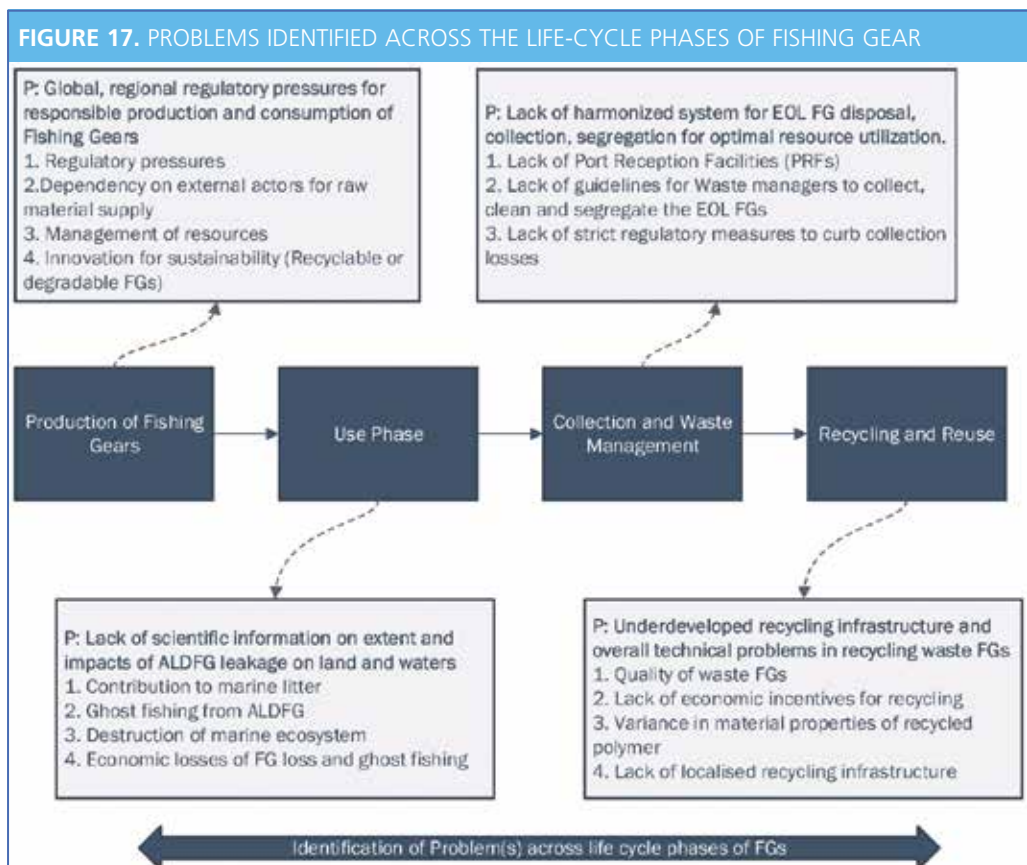 FIGURE 17. PROBLEMS IDENTIFIED ACROSS THE LIFE-CYCLE PHASES OF FISHING GEAR
P: Global, regional regulatory pressures for
responsible production and consumption of
Fishing Gears
1. Regulatory pressures
2.Dependency on external actors for raw
material supply
3. Management of resources
4. Innovation for sustainability (Recyclable or
degradable FGs)
P: Lack of harmonized system for EOL FG disposal,
collection, segregation for optimal resource utilization.
1. Lack of Port Reception Facilities (PRFs)
2. Lack of guidelines for Waste managers to collect,
clean and segregate the EOL FGs
3. Lack of strict regulatory measures to curb collection
losses
Production of Fishing
Gears
Use Phase
Collection and Waste
Management
Recycling and Reuse
P: Lack of scientific information on extent and
impacts of ALDFG leakage on land and waters
1. Contribution to marine litter
2. Ghost fishing from ALDFG
3. Destruction of marine ecosystem
4. Economic losses of FG loss and ghost fishing
P: Underdeveloped recycling infrastructure and
overall technical problems in recycling waste FGs
1. Quality of waste FGs
2. Lack of economic incentives for recycling
3. Variance in material properties of recycled
polymer
4. Lack of localised recycling infrastructure
Identification of Problem(s) across life cycle phases of FGs